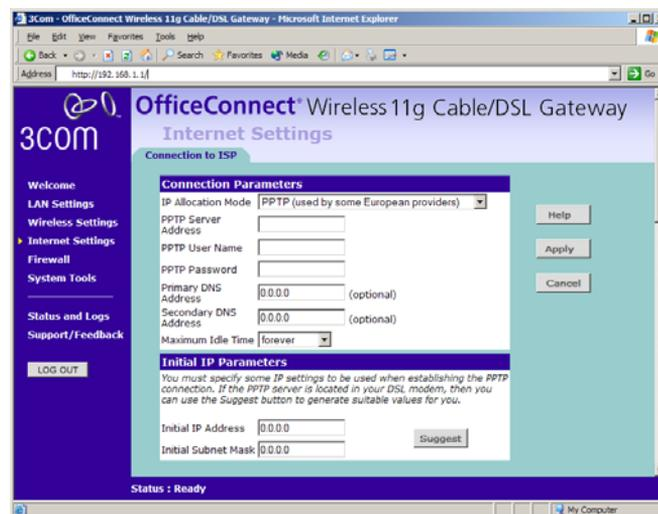 3Com - OfficeConnect Wireless 11g Cable/DSL Gateway - Microsoft Internet Explorer
File Edit View Favorites Tools Help
Back Search Favorites Media
Address http://192.168.1.1/ Go
3com
OfficeConnect Wireless 11g Cable/DSL Gateway
Internet Settings
Connection to ISP
Welcome
LAN Settings
Wireless Settings
Internet Settings
Firewall
System Tools
Status and Logs
Support/Feedback
LOG OUT
Connection Parameters
IP Allocation Mode PPTP (used by some European providers)
PPTP Server Address
PPTP User Name
PPTP Password
Primary DNS Address 0.0.0.0 (optional)
Secondary DNS Address 0.0.0.0 (optional)
Maximum Idle Time forever
Initial IP Parameters
You must specify some IP settings to be used when establishing the PPTP
connection. If the PPTP server is located in your DSL modem, then you
can use the Suggest button to generate suitable values for you.
Initial IP Address 0.0.0.0
Initial Subnet Mask 0.0.0.0
Suggest
Help
Apply
Cancel
Status : Ready
My Computer